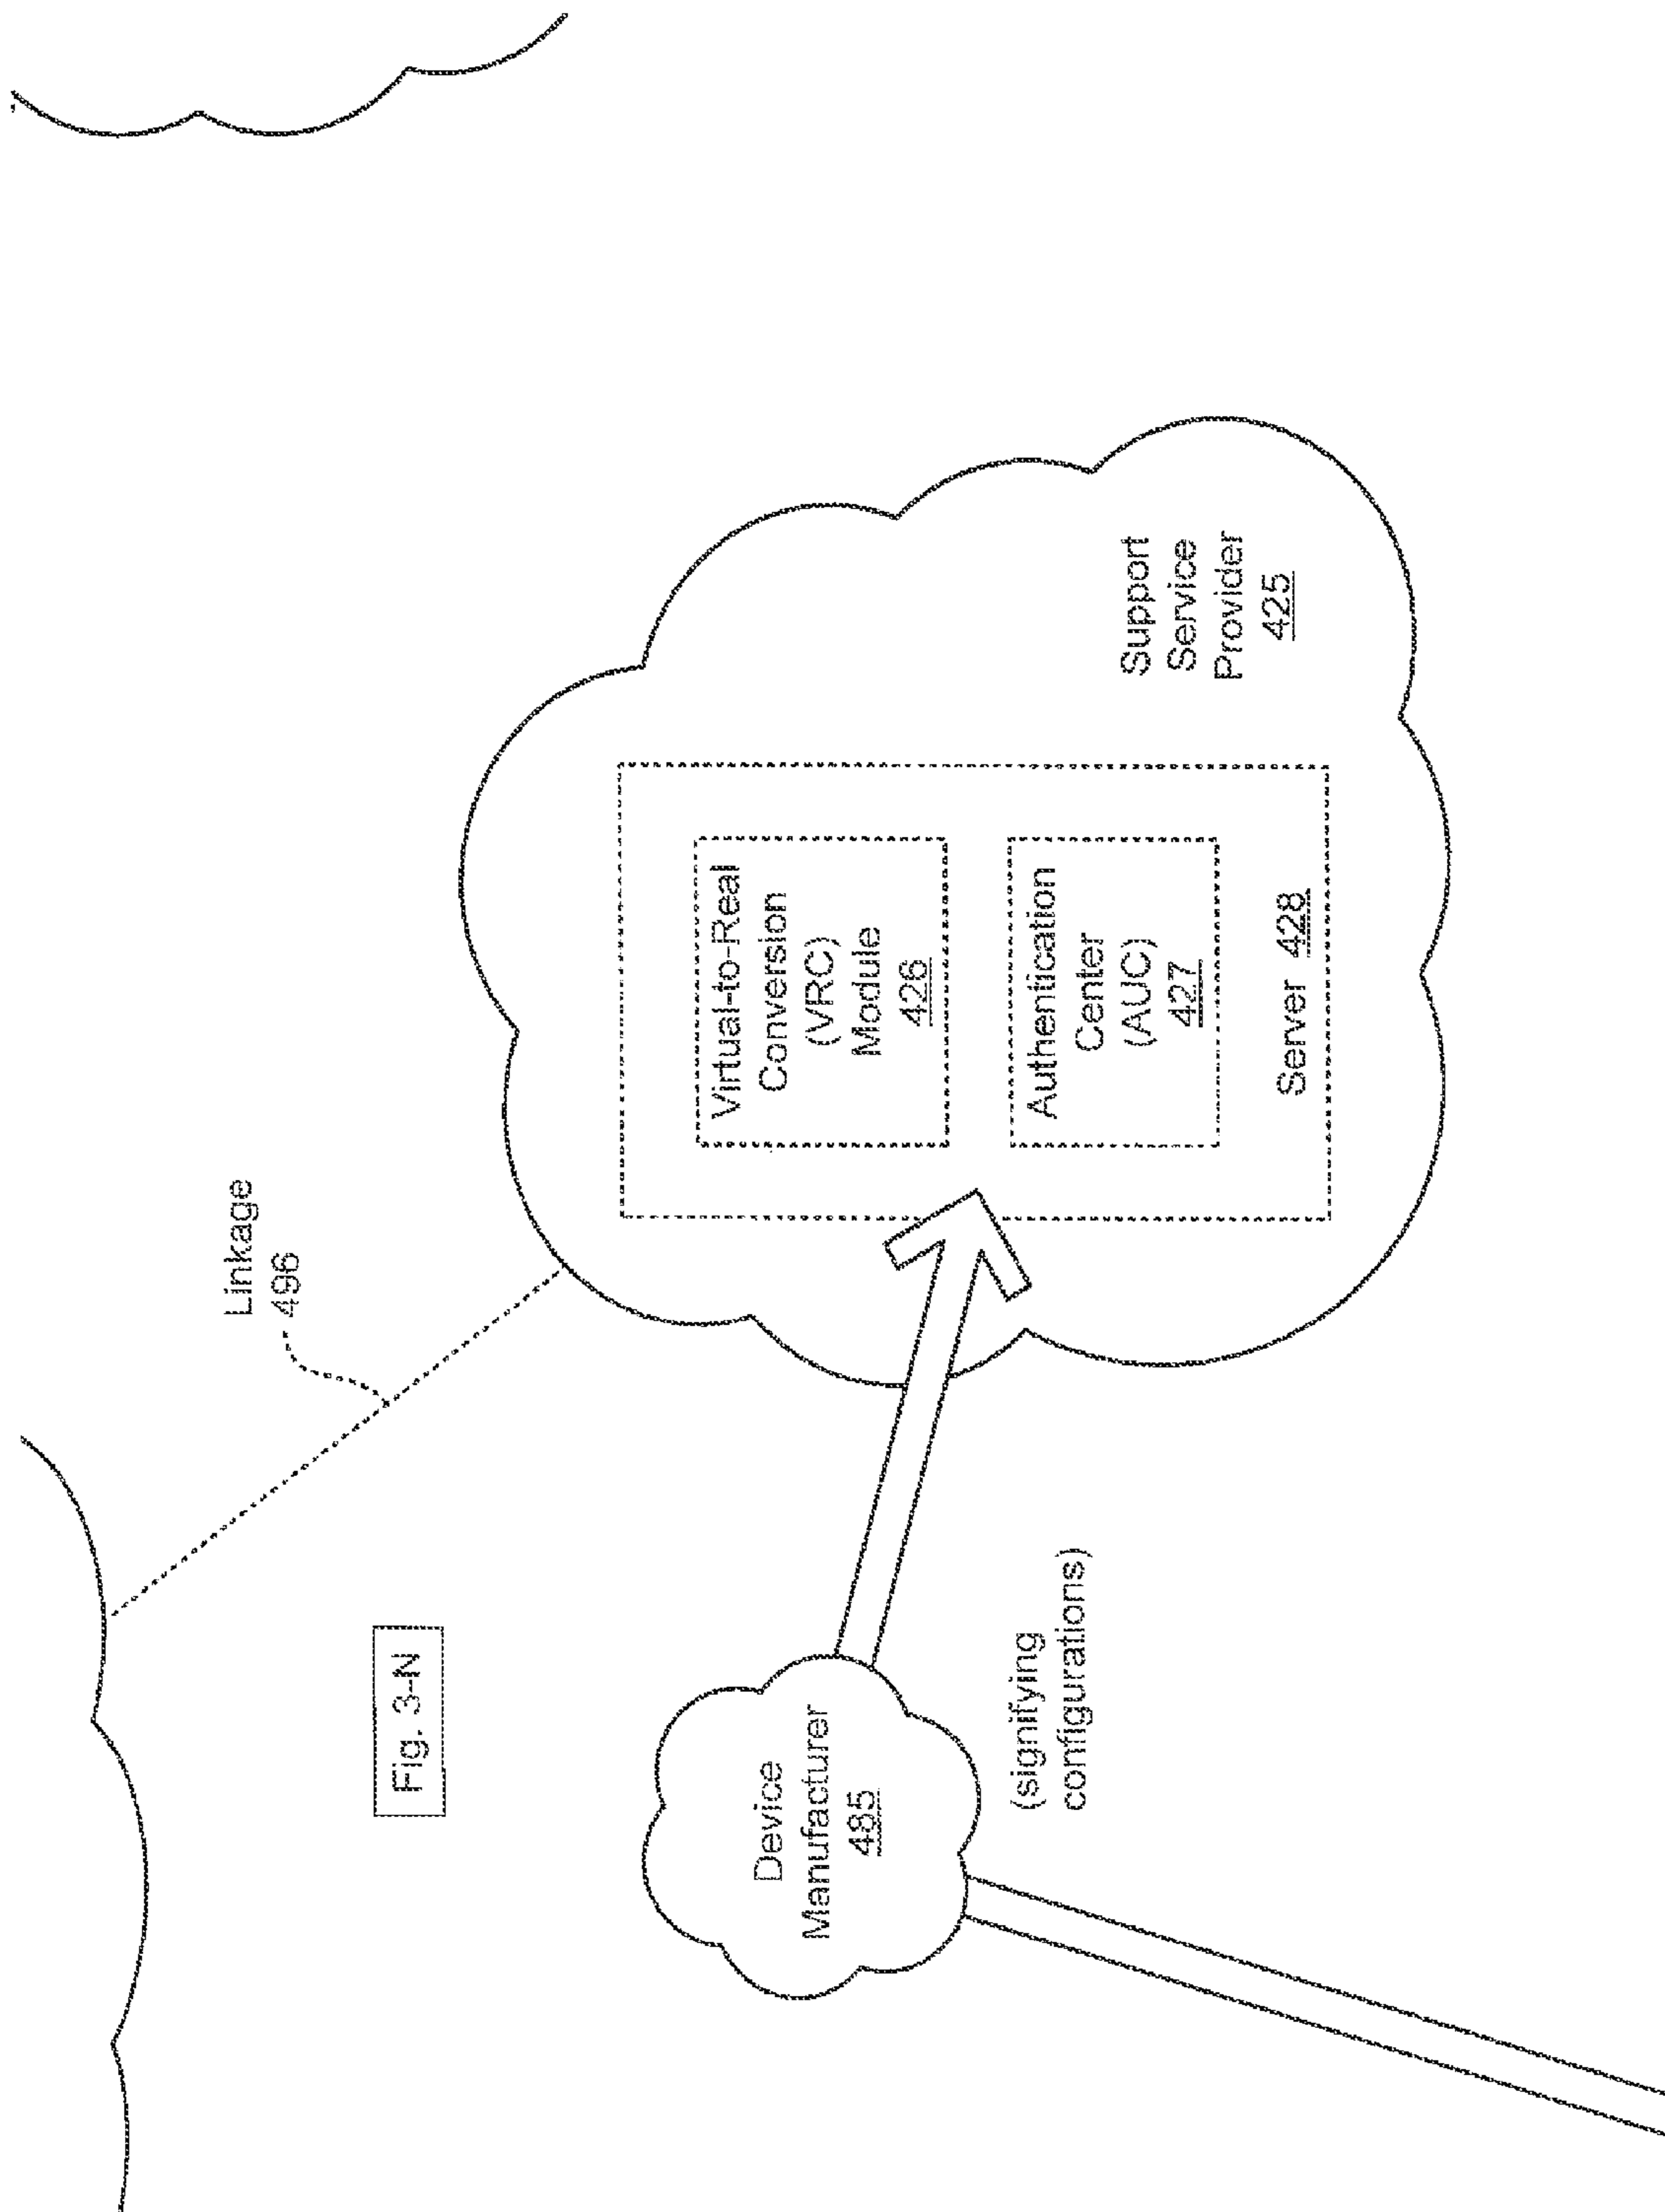 Linkage
496
Fig. 3-N
Device
Manufacturer
485
(signifying
configurations)
Virtual-to-Real
Conversion
(VRC)
Module
426
Authentication
Center
(AUC)
427
Server 428
Support
Service
Provider
425